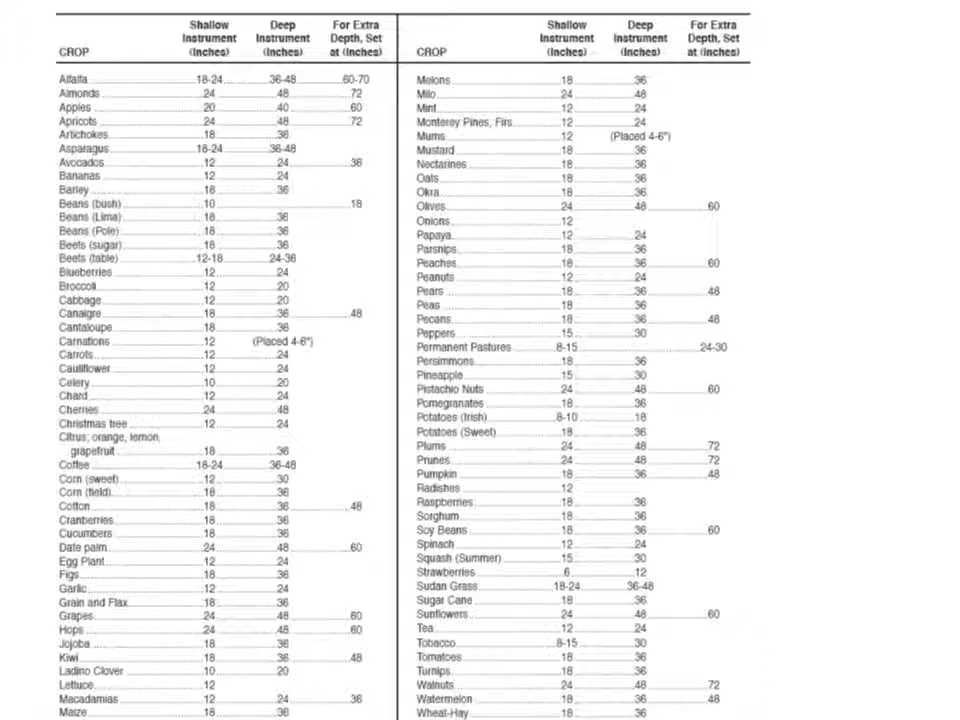 CROP Shallow Instrument (Inches) Deep Instrument (Inches) For Extra Depth, Set at (Inches)
Alfalfa 18-24 36-48 60-70
Almonds 24 48 72
Apples 20 40 60
Apricots 24 48 72
Artichokes 18 36
Asparagus 18-24 36-48
Avocados 12 24 36
Bananas 12 24
Barley 18 36
Beans (bush) 10 18
Beans (Lima) 18 36
Beans (Pole) 18 36
Beets (sugar) 18 36
Beets (table) 12-18 24-36
Blueberries 12 24
Broccoli 12 20
Cabbage 12 20
Canaigre 18 36 48
Cantaloupe 18 36
Carnations 12 (Placed 4-6")
Carrots 12 24
Cauliflower 12 24
Celery 10 20
Chard 12 24
Cherries 24 48
Christmas tree 12 24
Citrus; orange, lemon,
grapefruit 18 36
Coffee 18-24 36-48
Corn (sweet) 12 30
Corn (field) 18 36
Cotton 18 36 48
Cranberries 18 36
Cucumbers 18 36
Date palm 24 48 60
Egg Plant 12 24
Figs 18 36
Garlic 12 24
Grain and Flax 18 36
Grapes 24 48 60
Hops 24 48 60
Jojoba 18 36
Kiwi 18 36 48
Ladino Clover 10 20
Lettuce 12
Macadamias 12 24 36
Maize 18 36
CROP Shallow Instrument (Inches) Deep Instrument (Inches) For Extra Depth, Set at (Inches)
Melons 18 36
Milo 24 48
Mint 12 24
Monterey Pines, Firs 12 24
Mums 12 (Placed 4-6")
Mustard 18 36
Nectarines 18 36
Oats 18 36
Okra 18 36
Olives 24 48 60
Onions 12
Papaya 12 24
Parsnips 18 36
Peaches 18 36 60
Peanuts 12 24
Pears 18 36 48
Peas 18 36
Pecans 18 36 48
Peppers 15 30
Permanent Pastures 8-15 24-30
Persimmons 18 36
Pineapple 15 30
Pistachio Nuts 24 48 60
Pomegranates 18 36
Potatoes (Irish) 8-10 18
Potatoes (Sweet) 18 36
Plums 24 48 72
Prunes 24 48 72
Pumpkin 18 36 48
Radishes 12
Raspberries 18 36
Sorghum 18 36
Soy Beans 18 36 60
Spinach 12 24
Squash (Summer) 15 30
Strawberries 6 12
Sudan Grass 18-24 36-48
Sugar Cane 18 36
Sunflowers 24 48 60
Tea 12 24
Tobacco 8-15 30
Tomatoes 18 36
Turnips 18 36
Walnuts 24 48 72
Watermelon 18 36 48
Wheat-Hay 18 36